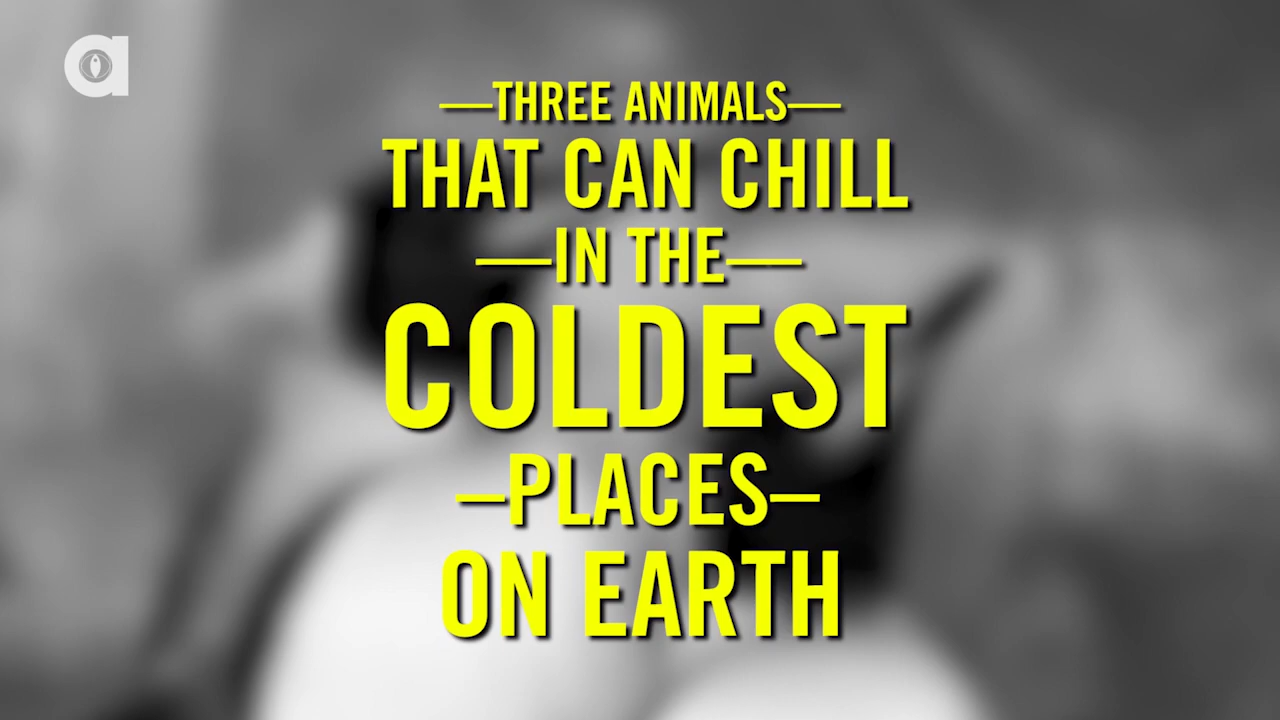 a
—THREE ANIMALS—
THAT CAN CHILL
—IN THE—
COLDEST
–PLACES–
ON EARTH